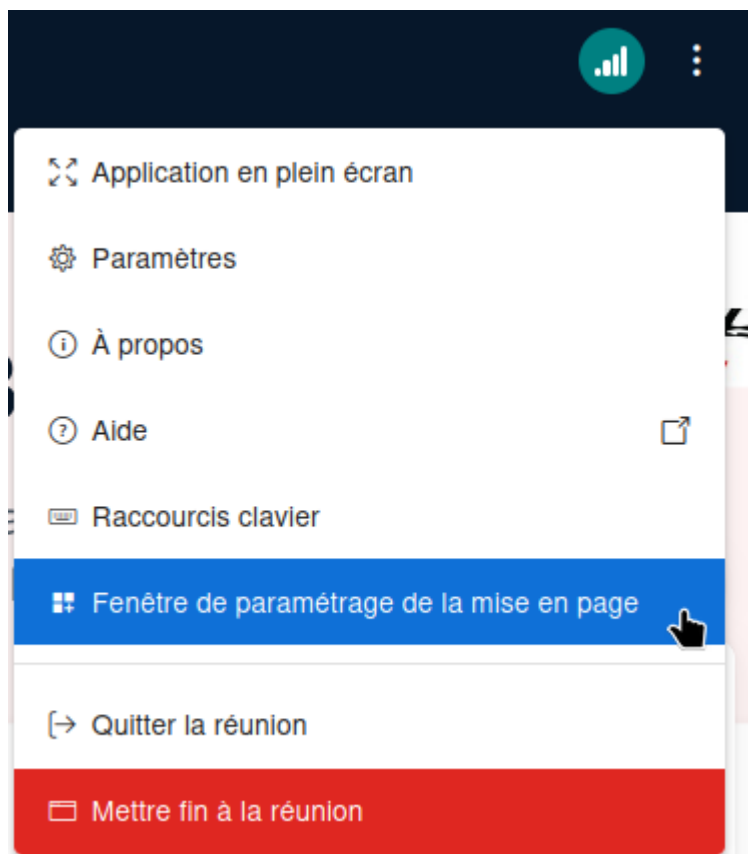 Application en plein écran
Paramètres
À propos
Aide
Raccourcis clavier
Fenêtre de paramétrage de la mise en page
Quitter la réunion
Mettre fin à la réunion